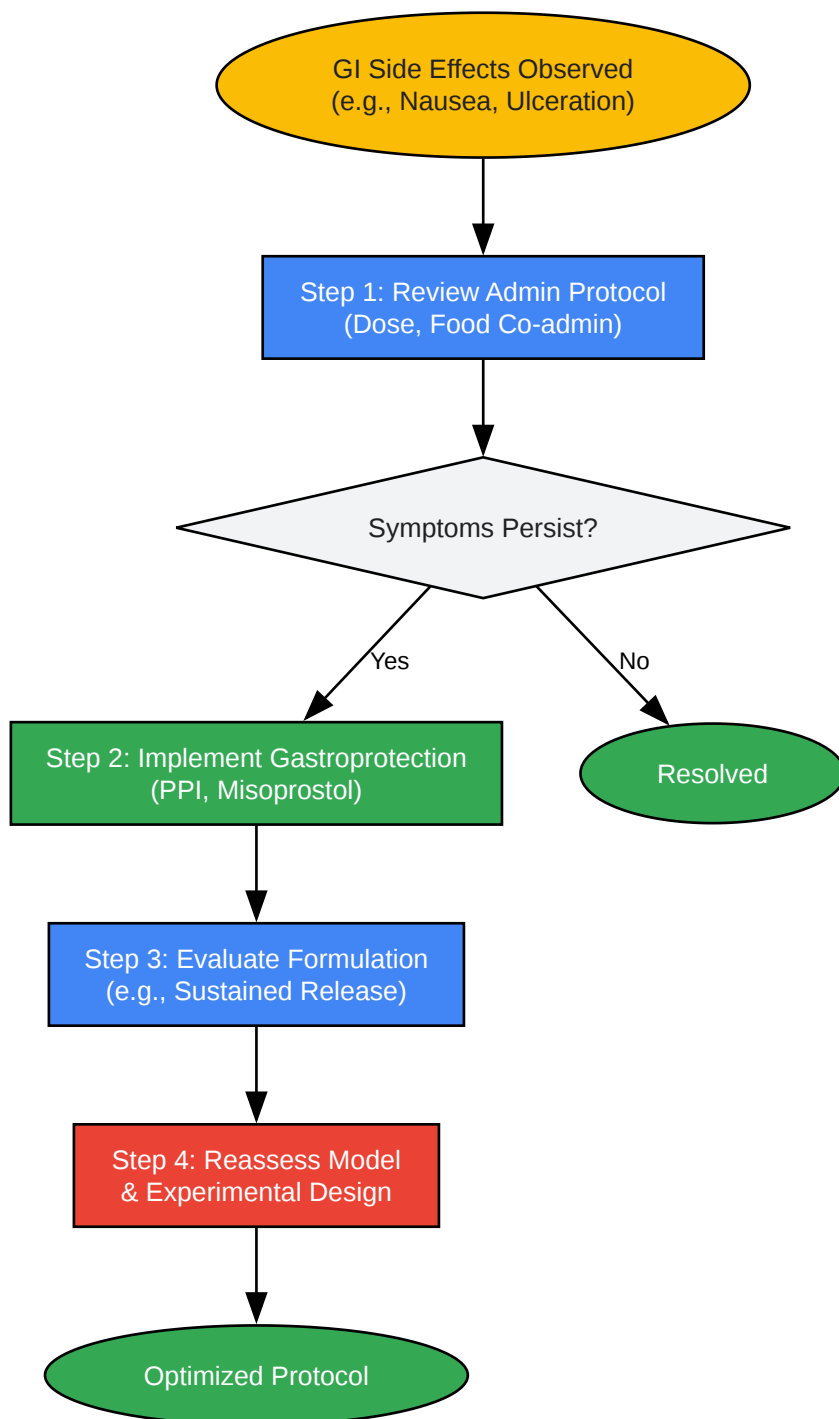 GI Side Effects Observed
(e.g., Nausea, Ulceration)
Step 1: Review Admin Protocol
(Dose, Food Co-admin)
Symptoms Persist?
Yes
No
Step 2: Implement Gastroprotection
(PPI, Misoprostol)
Resolved
Step 3: Evaluate Formulation
(e.g., Sustained Release)
Step 4: Reassess Model
& Experimental Design
Optimized Protocol